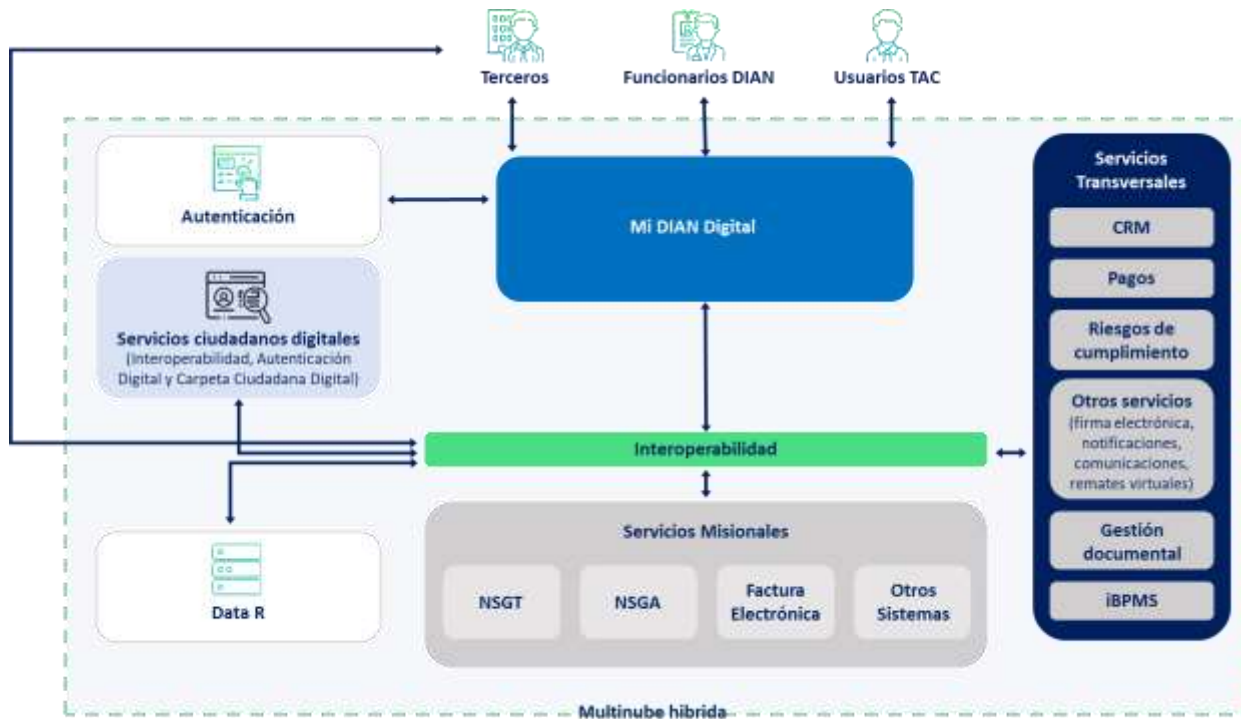 Terceros
Funcionarios DIAN
Usuarios TAC
Autenticación
Mi DIAN Digital
Servicios ciudadanos digitales
(Interoperabilidad, Autenticación
Digital y Carpeta Ciudadana Digital)
Interoperabilidad
Data R
Servicios Misionales
NSGT
NSGA
Factura
Electrónica
Otros
Sistemas
Servicios
Transversales
CRM
Pagos
Riesgos de
cumplimiento
Otros servicios
(firma electrónica,
notificaciones,
comunicaciones,
remates virtuales)
Gestión
documental
iBPMS
Multinube hibrida